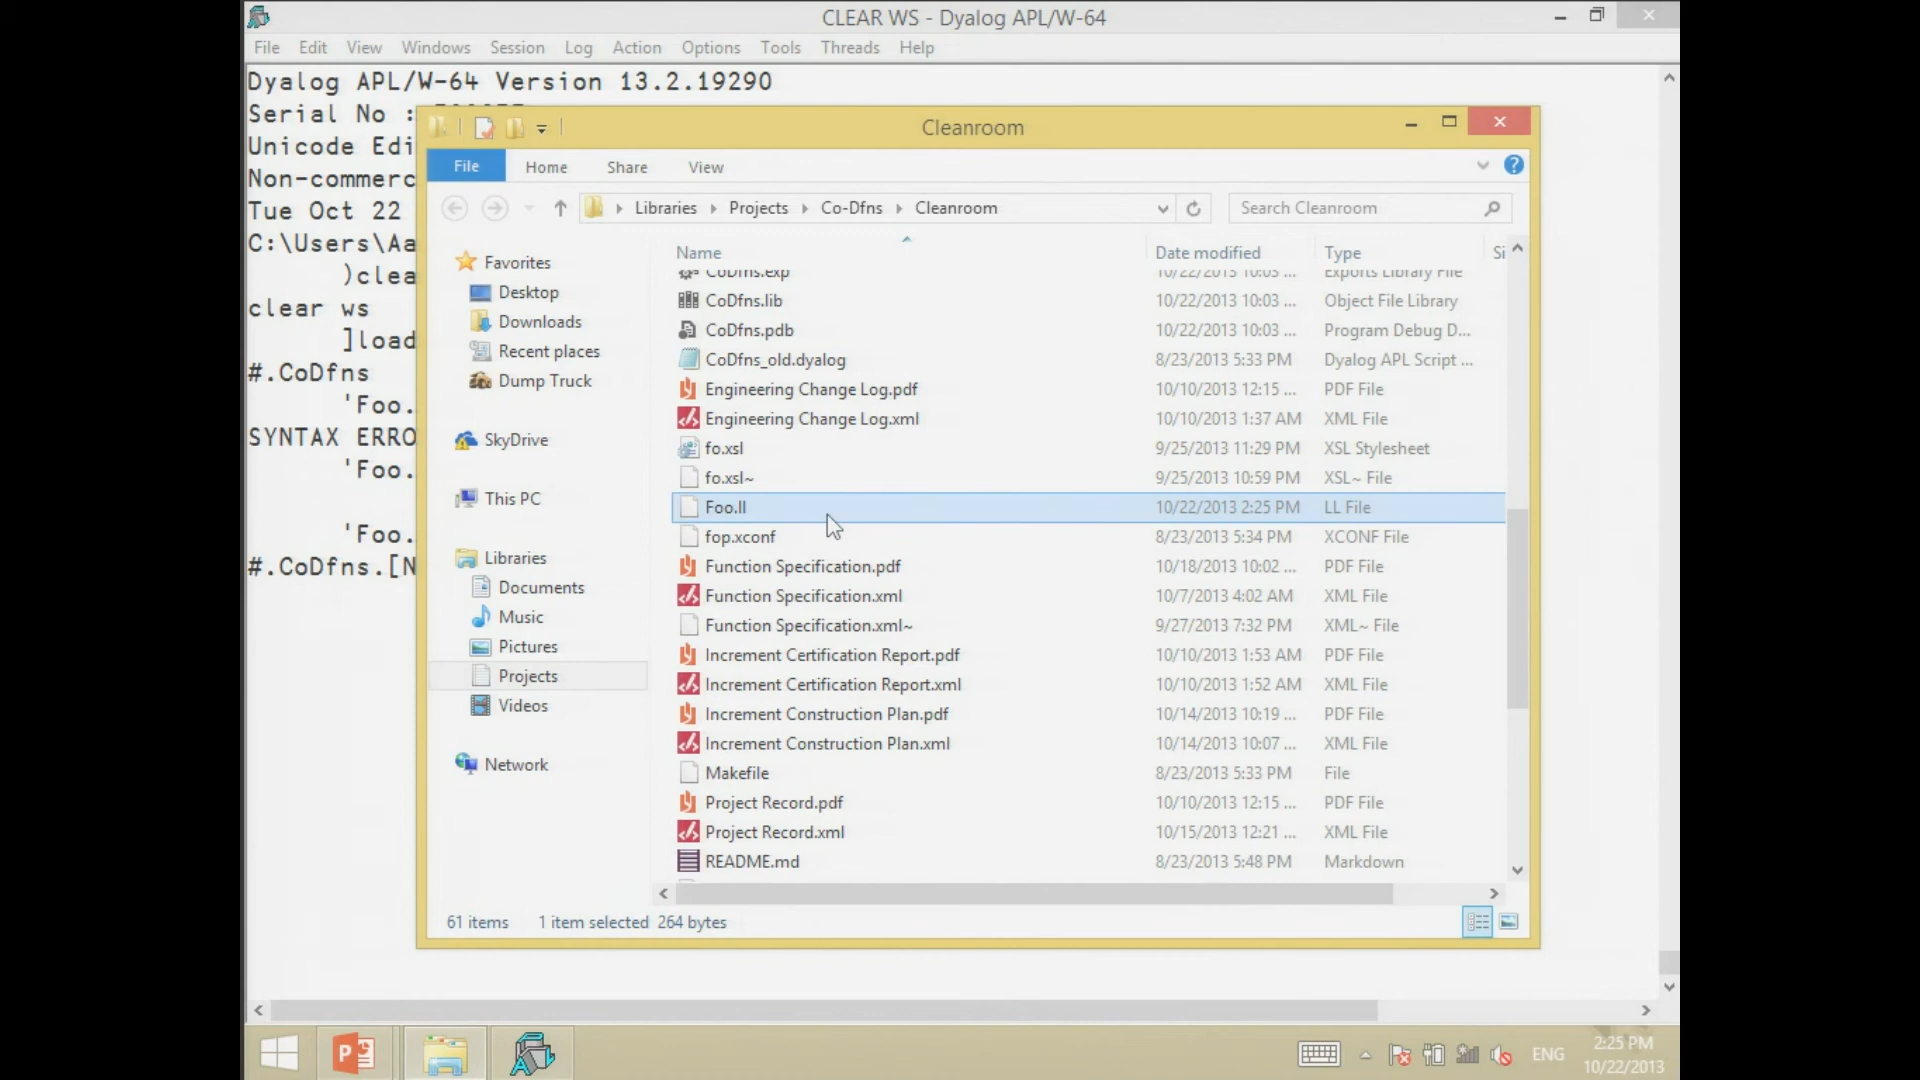 CLEAR WS - Dyalog APL/W-64
File Edit View Windows Session Log Action Options Tools Threads Help
Dyalog APL/W-64 Version 13.2.19290
Serial No :
Unicode Edi
Non-commerc
Tue Oct 22
C:\Users\Aa
)clea
clear ws
]load
#.CoDfns
'Foo.
SYNTAX ERRO
'Foo.
'Foo.
#.CoDfns.[N
Cleanroom
File Home Share View
Libraries Projects Co-Dfns Cleanroom
Search Cleanroom
Favorites
Desktop
Downloads
Recent places
Dump Truck
SkyDrive
This PC
Libraries
Documents
Music
Pictures
Projects
Videos
Network
Name Date modified Type Si
CoDfns.exp 10/22/2013 10:03 ... Exports Library File
CoDfns.lib 10/22/2013 10:03 ... Object File Library
CoDfns.pdb 10/22/2013 10:03 ... Program Debug D...
CoDfns_old.dyalog 8/23/2013 5:33 PM Dyalog APL Script ...
Engineering Change Log.pdf 10/10/2013 12:15 ... PDF File
Engineering Change Log.xml 10/10/2013 1:37 AM XML File
fo.xsl 9/25/2013 11:29 PM XSL Stylesheet
fo.xsl~ 9/25/2013 10:59 PM XSL~ File
Foo.ll 10/22/2013 2:25 PM LL File
fop.xconf 8/23/2013 5:34 PM XCONF File
Function Specification.pdf 10/18/2013 10:02 ... PDF File
Function Specification.xml 10/7/2013 4:02 AM XML File
Function Specification.xml~ 9/27/2013 7:32 PM XML~ File
Increment Certification Report.pdf 10/10/2013 1:53 AM PDF File
Increment Certification Report.xml 10/10/2013 1:52 AM XML File
Increment Construction Plan.pdf 10/14/2013 10:19 ... PDF File
Increment Construction Plan.xml 10/14/2013 10:07 ... XML File
Makefile 8/23/2013 5:33 PM File
Project Record.pdf 10/10/2013 12:15 ... PDF File
Project Record.xml 10/15/2013 12:21 ... XML File
README.md 8/23/2013 5:48 PM Markdown
61 items 1 item selected 264 bytes
ENG
2:25 PM
10/22/2013